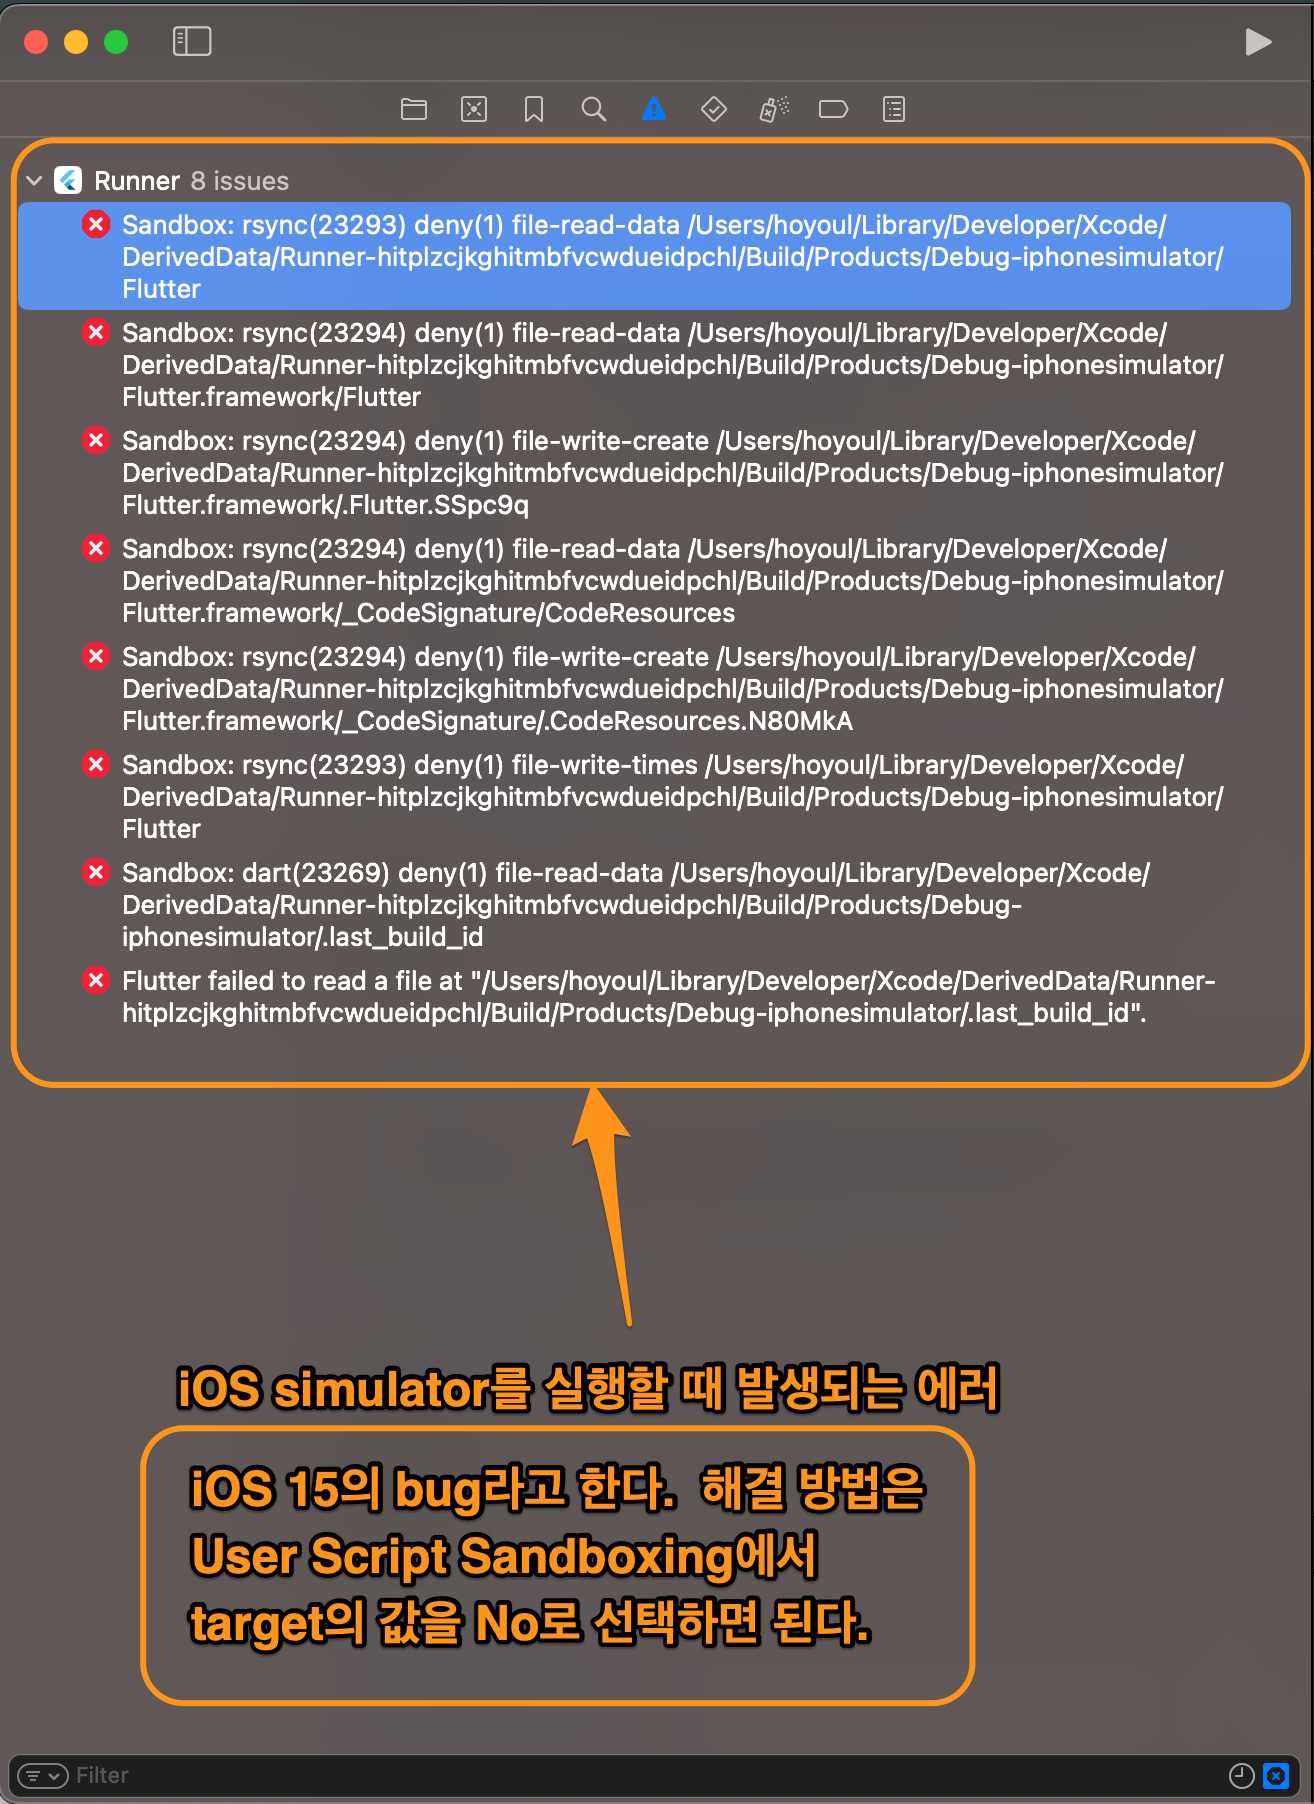 Runner 8 issues
Sandbox: rsync(23293) deny(1) file-read-data /Users/hoyoul/Library/Developer/Xcode/
DerivedData/Runner-hitplzcjkghitmbfvcwdueidpchl/Build/Products/Debug-iphonesimulator/
Flutter
Sandbox: rsync(23294) deny(1) file-read-data /Users/hoyoul/Library/Developer/Xcode/
DerivedData/Runner-hitplzcjkghitmbfvcwdueidpchl/Build/Products/Debug-iphonesimulator/
Flutter.framework/Flutter
Sandbox: rsync(23294) deny(1) file-write-create /Users/hoyoul/Library/Developer/Xcode/
DerivedData/Runner-hitplzcjkghitmbfvcwdueidpchl/Build/Products/Debug-iphonesimulator/
Flutter.framework/.Flutter.SSpc9q
Sandbox: rsync(23294) deny(1) file-read-data /Users/hoyoul/Library/Developer/Xcode/
DerivedData/Runner-hitplzcjkghitmbfvcwdueidpchl/Build/Products/Debug-iphonesimulator/
Flutter.framework/_CodeSignature/CodeResources
Sandbox: rsync(23294) deny(1) file-write-create /Users/hoyoul/Library/Developer/Xcode/
DerivedData/Runner-hitplzcjkghitmbfvcwdueidpchl/Build/Products/Debug-iphonesimulator/
Flutter.framework/_CodeSignature/.CodeResources.N80MkA
Sandbox: rsync(23293) deny(1) file-write-times /Users/hoyoul/Library/Developer/Xcode/
DerivedData/Runner-hitplzcjkghitmbfvcwdueidpchl/Build/Products/Debug-iphonesimulator/
Flutter
Sandbox: dart(23269) deny(1) file-read-data /Users/hoyoul/Library/Developer/Xcode/
DerivedData/Runner-hitplzcjkghitmbfvcwdueidpchl/Build/Products/Debug-
iphonesimulator/.last_build_id
Flutter failed to read a file at "/Users/hoyoul/Library/Developer/Xcode/DerivedData/Runner-
hitplzcjkghitmbfvcwdueidpchl/Build/Products/Debug-iphonesimulator/.last_build_id".
iOS simulator를 실행할 때 발생되는 에러
iOS 15의 bug라고 한다. 해결 방법은
User Script Sandboxing에서
target의 값을 No로 선택하면 된다.
Filter